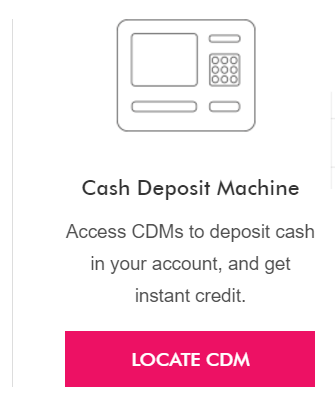 Cash Deposit Machine
Access CDMs to deposit cash
in your account, and get
instant credit.
LOCATE CDM